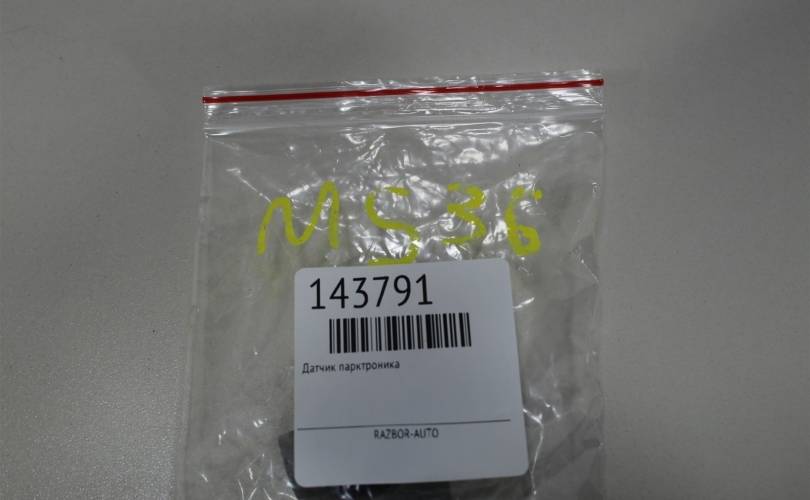 MS36
143791
Датчик парктроника
RAZBOR-AUTO